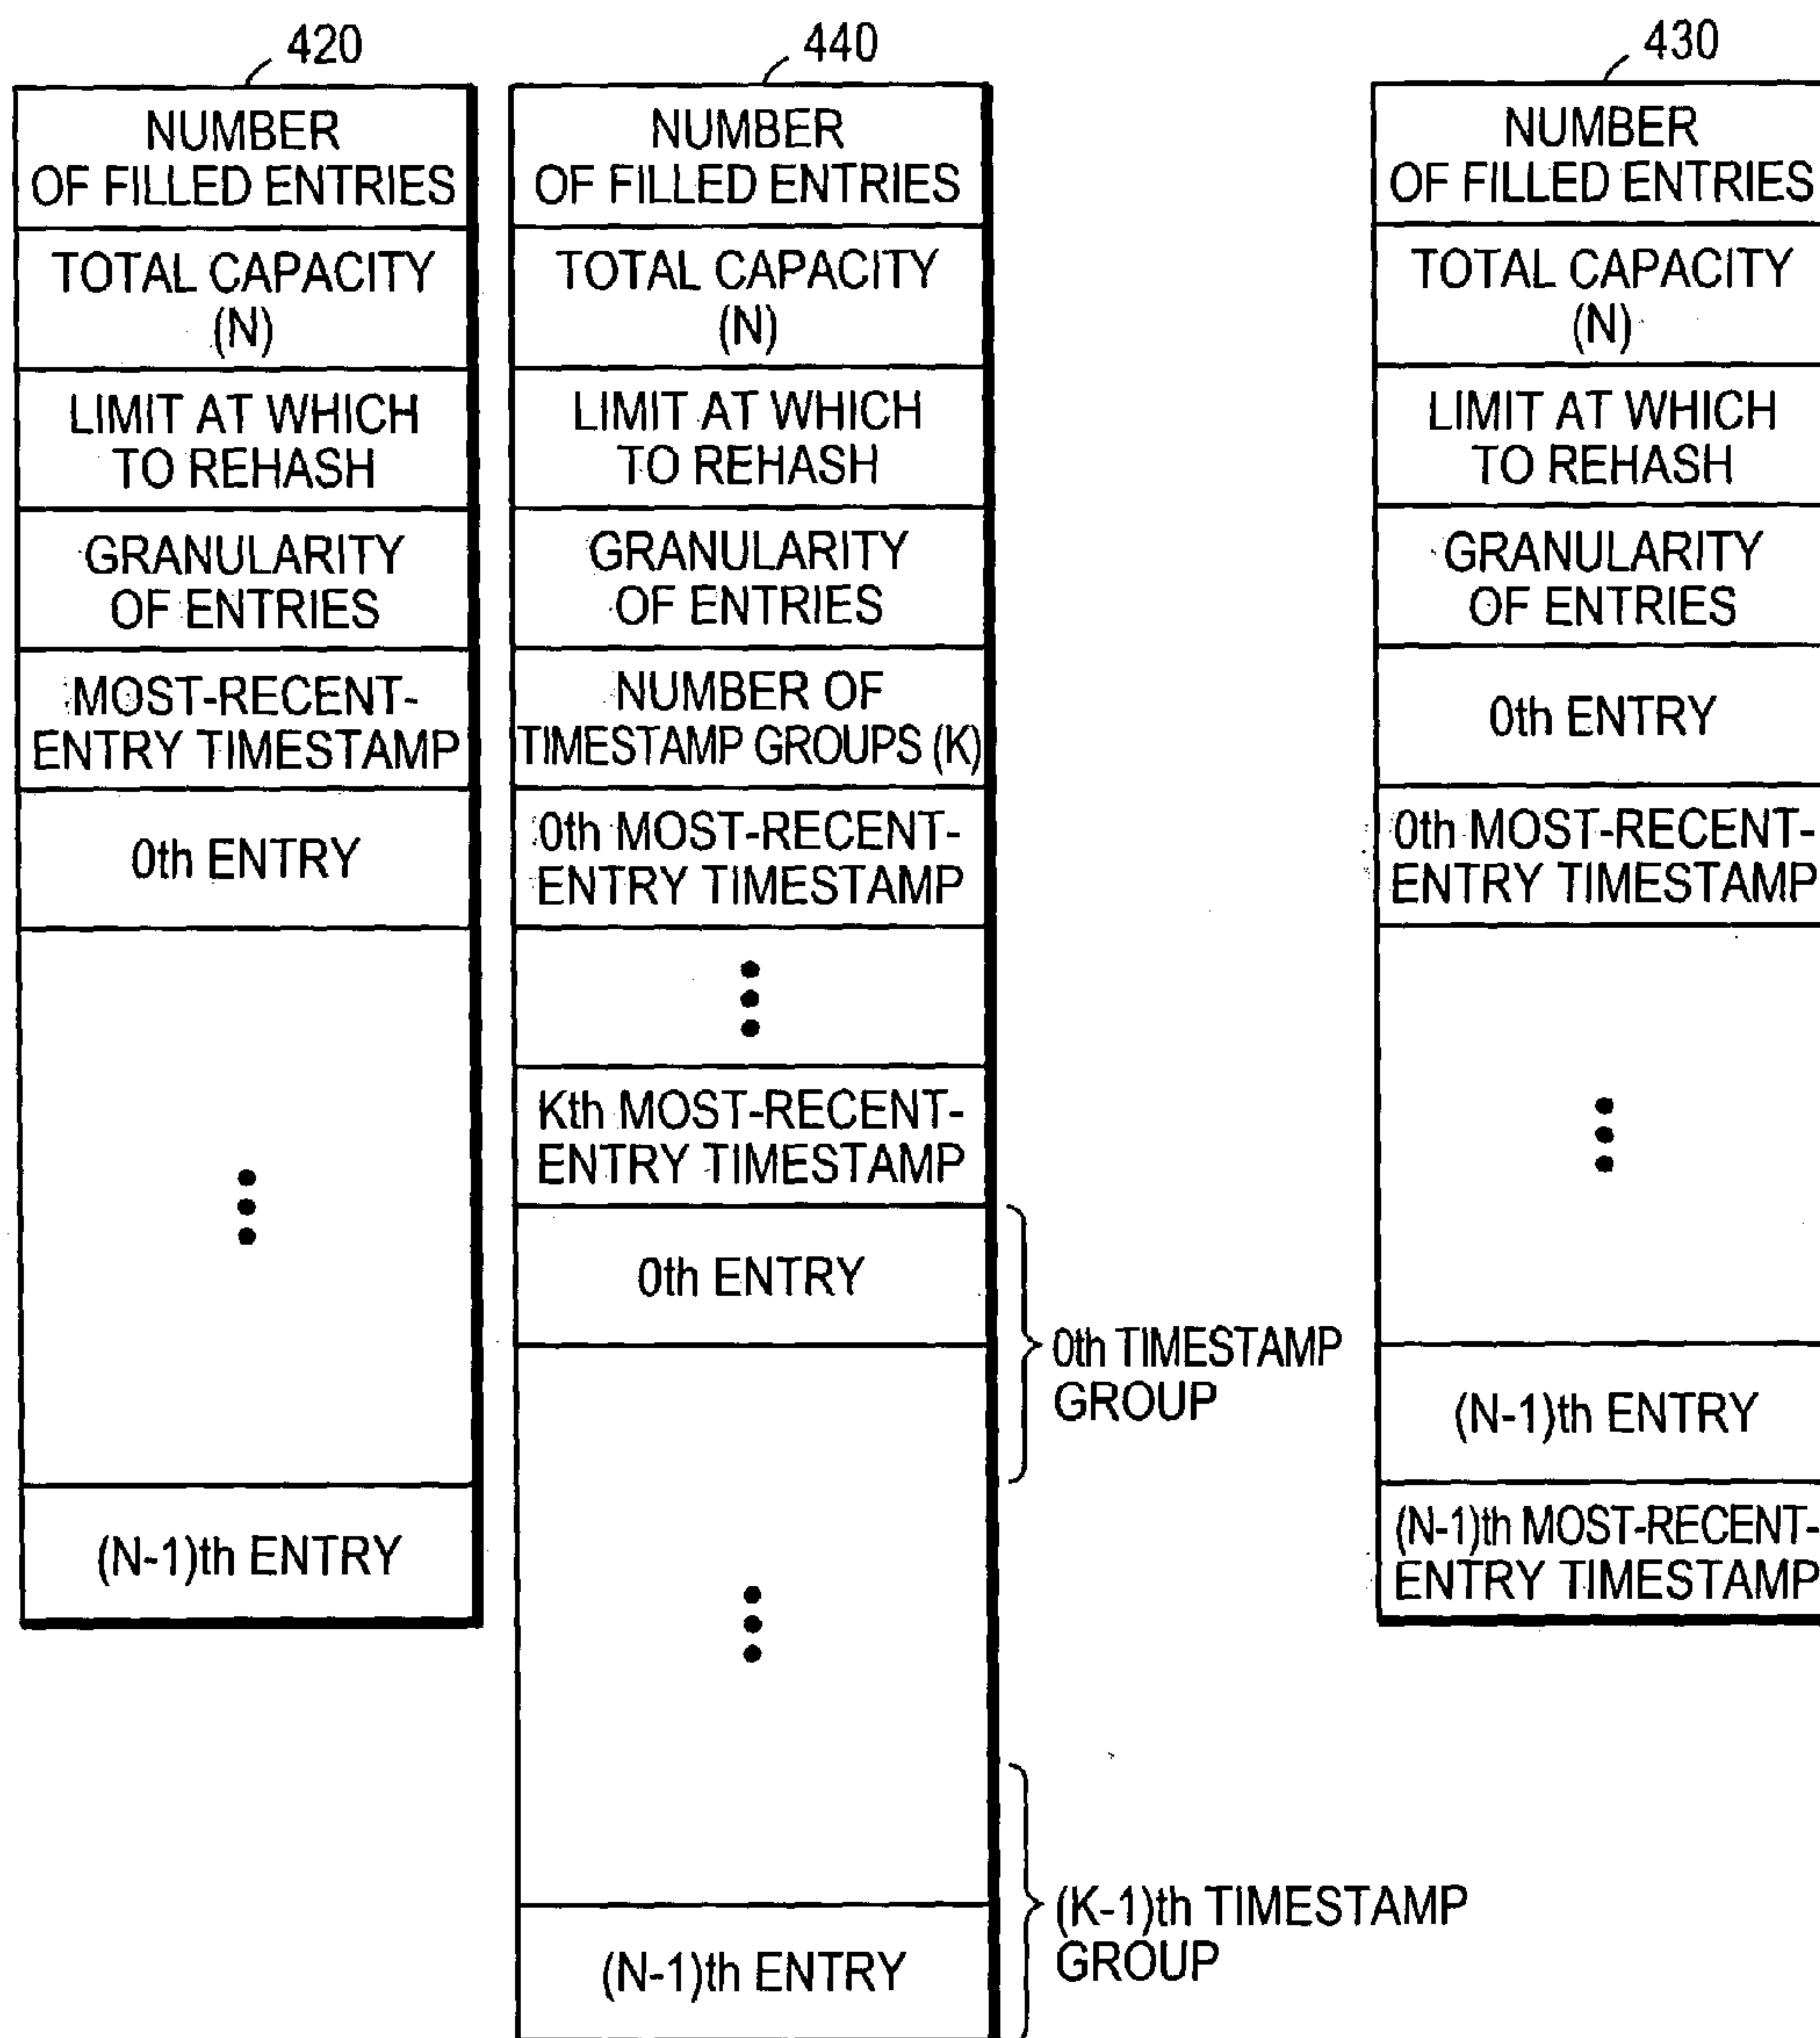 420
NUMBER
OF FILLED ENTRIES
TOTAL CAPACITY
(N)
LIMIT AT WHICH
TO REHASH
GRANULARITY
OF ENTRIES
MOST-RECENT-
ENTRY TIMESTAMP
0th ENTRY
(N-1)th ENTRY
440
NUMBER
OF FILLED ENTRIES
TOTAL CAPACITY
(N)
LIMIT AT WHICH
TO REHASH
GRANULARITY
OF ENTRIES
NUMBER OF
TIMESTAMP GROUPS (K)
0th MOST-RECENT-
ENTRY TIMESTAMP
Kth MOST-RECENT-
ENTRY TIMESTAMP
0th ENTRY
(N-1)th ENTRY
0th TIMESTAMP
GROUP
(K-1)th TIMESTAMP
GROUP
430
NUMBER
OF FILLED ENTRIES
TOTAL CAPACITY
(N)
LIMIT AT WHICH
TO REHASH
GRANULARITY
OF ENTRIES
0th ENTRY
0th MOST-RECENT-
ENTRY TIMESTAMP
(N-1)th ENTRY
(N-1)th MOST-RECENT-
ENTRY TIMESTAMP